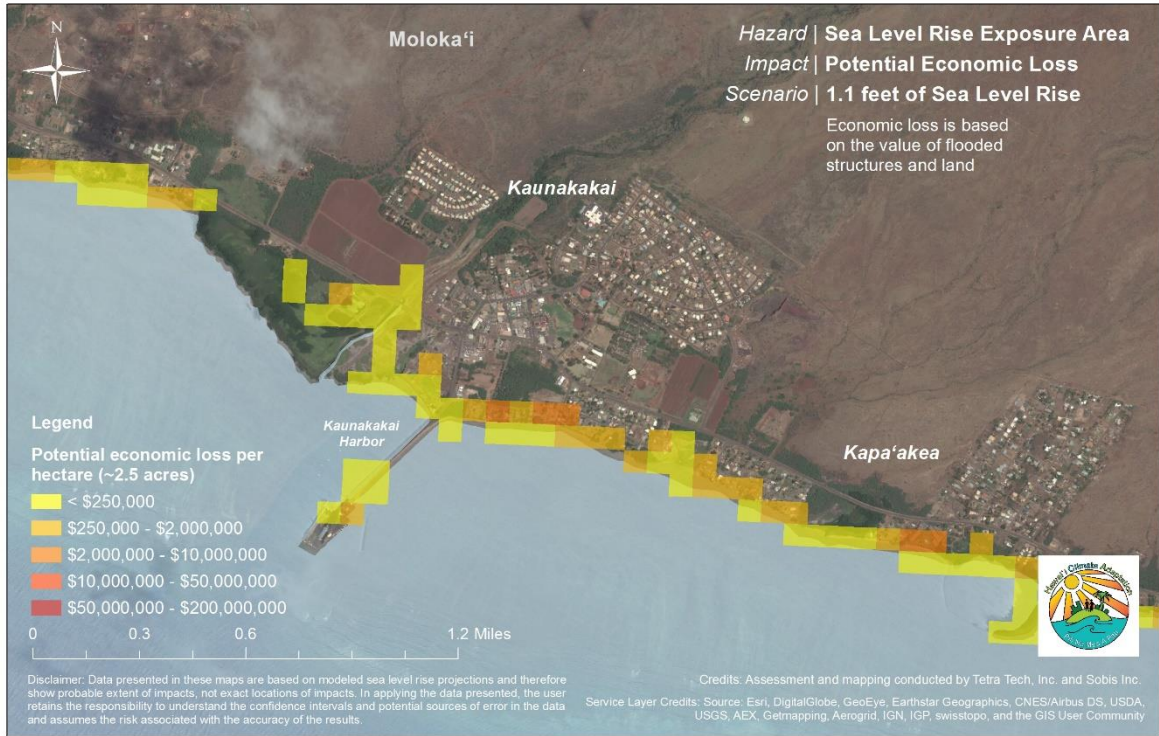 N
Moloka'i
Hazard | Sea Level Rise Exposure Area
Impact | Potential Economic Loss
Scenario | 1.1 feet of Sea Level Rise
Economic loss is based
on the value of flooded
structures and land
Kaunakakai
Kaunakakai
Harbor
Kapa'akea
Legend
Potential economic loss per
hectare (~2.5 acres)
< $250,000
$250,000 - $2,000,000
$2,000,000 - $10,000,000
$10,000,000 - $50,000,000
$50,000,000 - $200,000,000
0 0.3 0.6 1.2 Miles
Disclaimer: Data presented in these maps are based on modeled sea level rise projections and therefore
show probable extent of impacts, not exact locations of impacts. In applying the data presented, the user
retains the responsibility to understand the confidence intervals and potential sources of error in the data
and assumes the risk associated with the accuracy of the results.
Hawai'i Climate Adaptation
Credits: Assessment and mapping conducted by Tetra Tech, Inc. and Sobis Inc.
Service Layer Credits: Source: Esri, DigitalGlobe, GeoEye, Earthstar Geographics, CNES/Airbus DS, USDA,
USGS, AEX, Getmapping, Aerogrid, IGN, IGP, swisstopo, and the GIS User Community